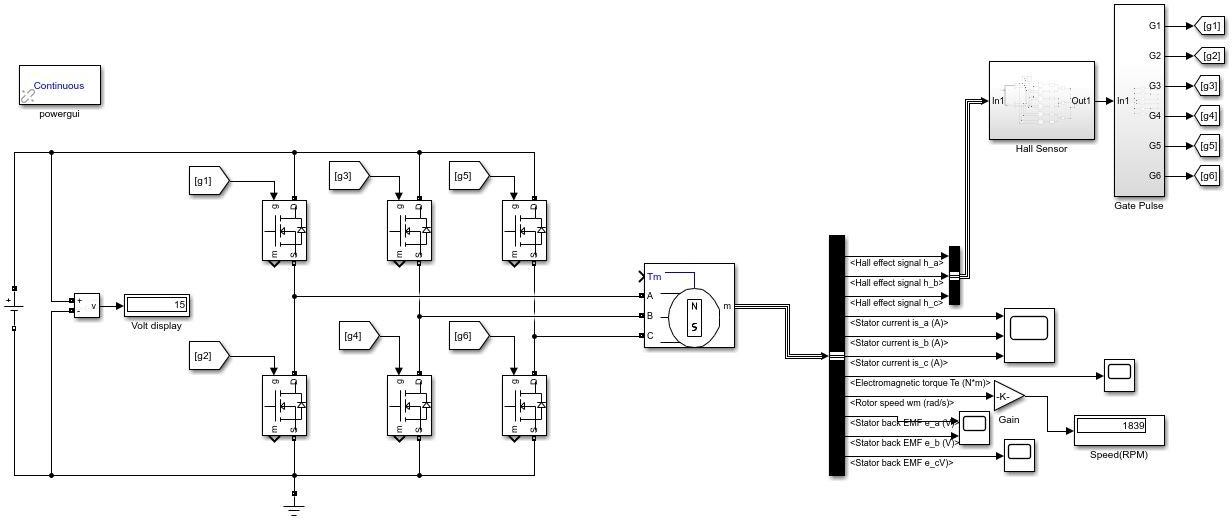 Continuous
powergui
[g1]
[g3]
[g5]
g D
g D
g D
m S
m S
m S
+
+
-
v
15
Volt display
[g2]
[g4]
[g6]
g D
g D
g D
m S
m S
m S
Tm
A
B
C
N
S
m
<Hall effect signal h_a>
<Hall effect signal h_b>
<Hall effect signal h_c>
<Stator current is_a (A)>
<Stator current is_b (A)>
<Stator current is_c (A)>
<Electromagnetic torque Te (N*m)>
<Rotor speed wm (rad/s)>
<Stator back EMF e_a (V)>
<Stator back EMF e_b (V)>
<Stator back EMF e_cV)>
-K-
Gain
1839
Speed(RPM)
In1
Out1
Hall Sensor
In1
G1
G2
G3
G4
G5
G6
Gate Pulse
[g1]
[g2]
[g3]
[g4]
[g5]
[g6]